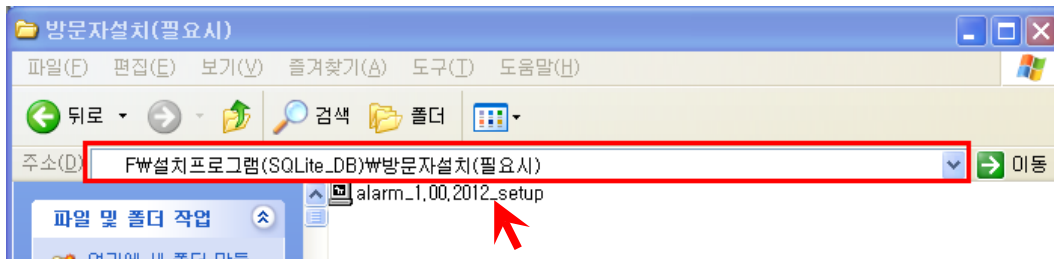 방문자설치(필요시)
파일(F) 편집(E) 보기(V) 즐겨찾기(A) 도구(T) 도움말(H)
뒤로 검색 폴더
주소(D) F₩설치프로그램(SQLite_DB)₩방문자설치(필요시) 이동
alarm_1,00,2012_setup
파일 및 폴더 작업